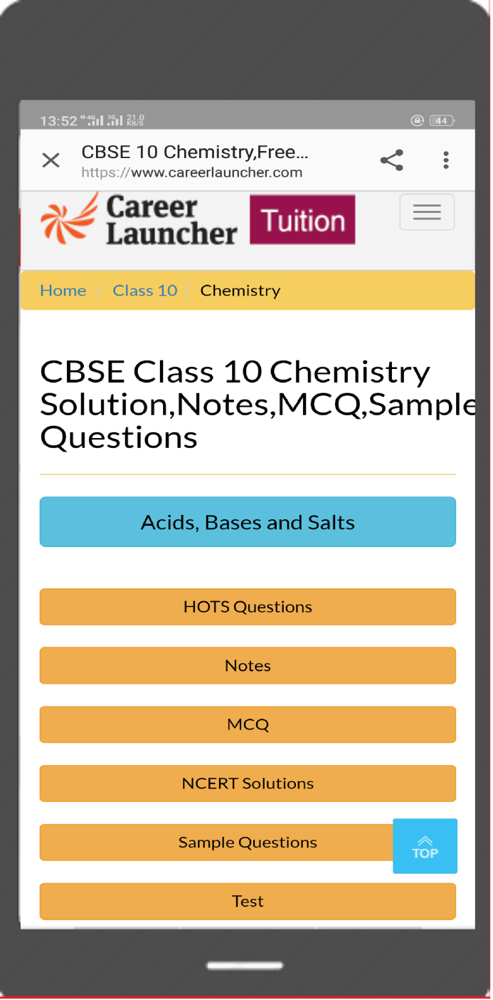 13:52 4G 3G 21.0 KB/S 44
CBSE 10 Chemistry,Free...
https://www.careerlauncher.com
Career
Launcher
Tuition
Home / Class 10 / Chemistry
CBSE Class 10 Chemistry
Solution,Notes,MCQ,Sample
Questions
Acids, Bases and Salts
HOTS Questions
Notes
MCQ
NCERT Solutions
Sample Questions
TOP
Test